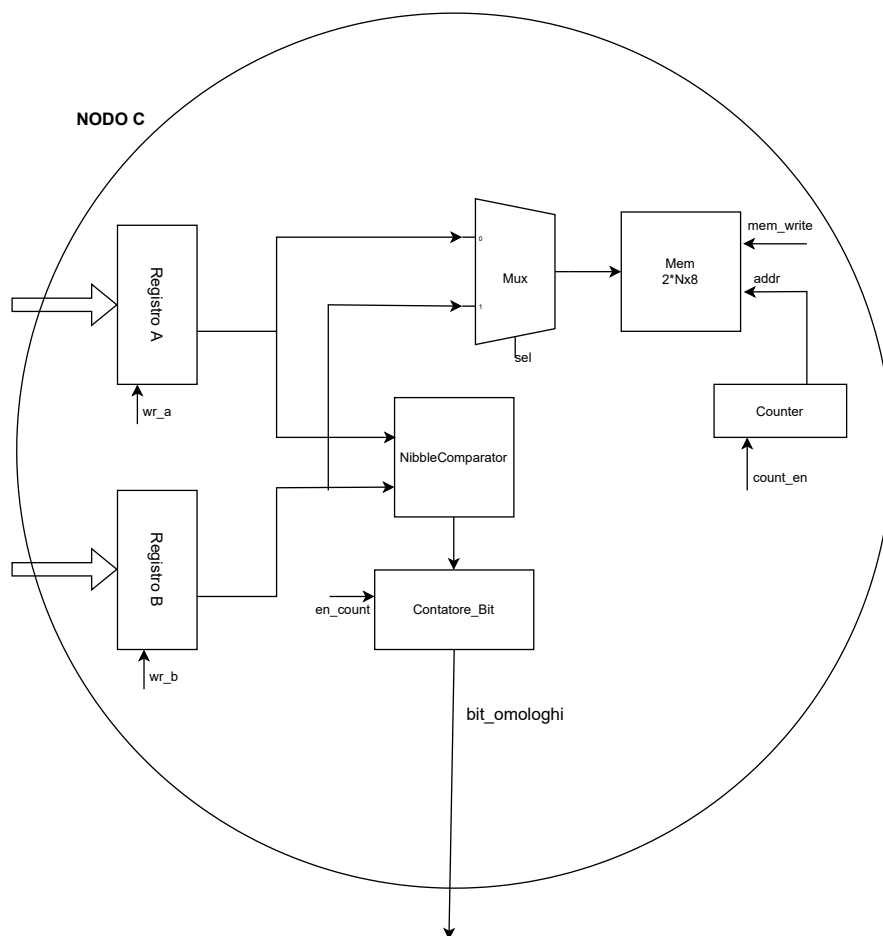 NODO C
Registro A
wr_a
0
1
Mux
sel
Mem
2*Nx8
mem_write
addr
Counter
count_en
NibbleComparator
Registro B
wr_b
en_count
Contatore_Bit
bit_omologhi